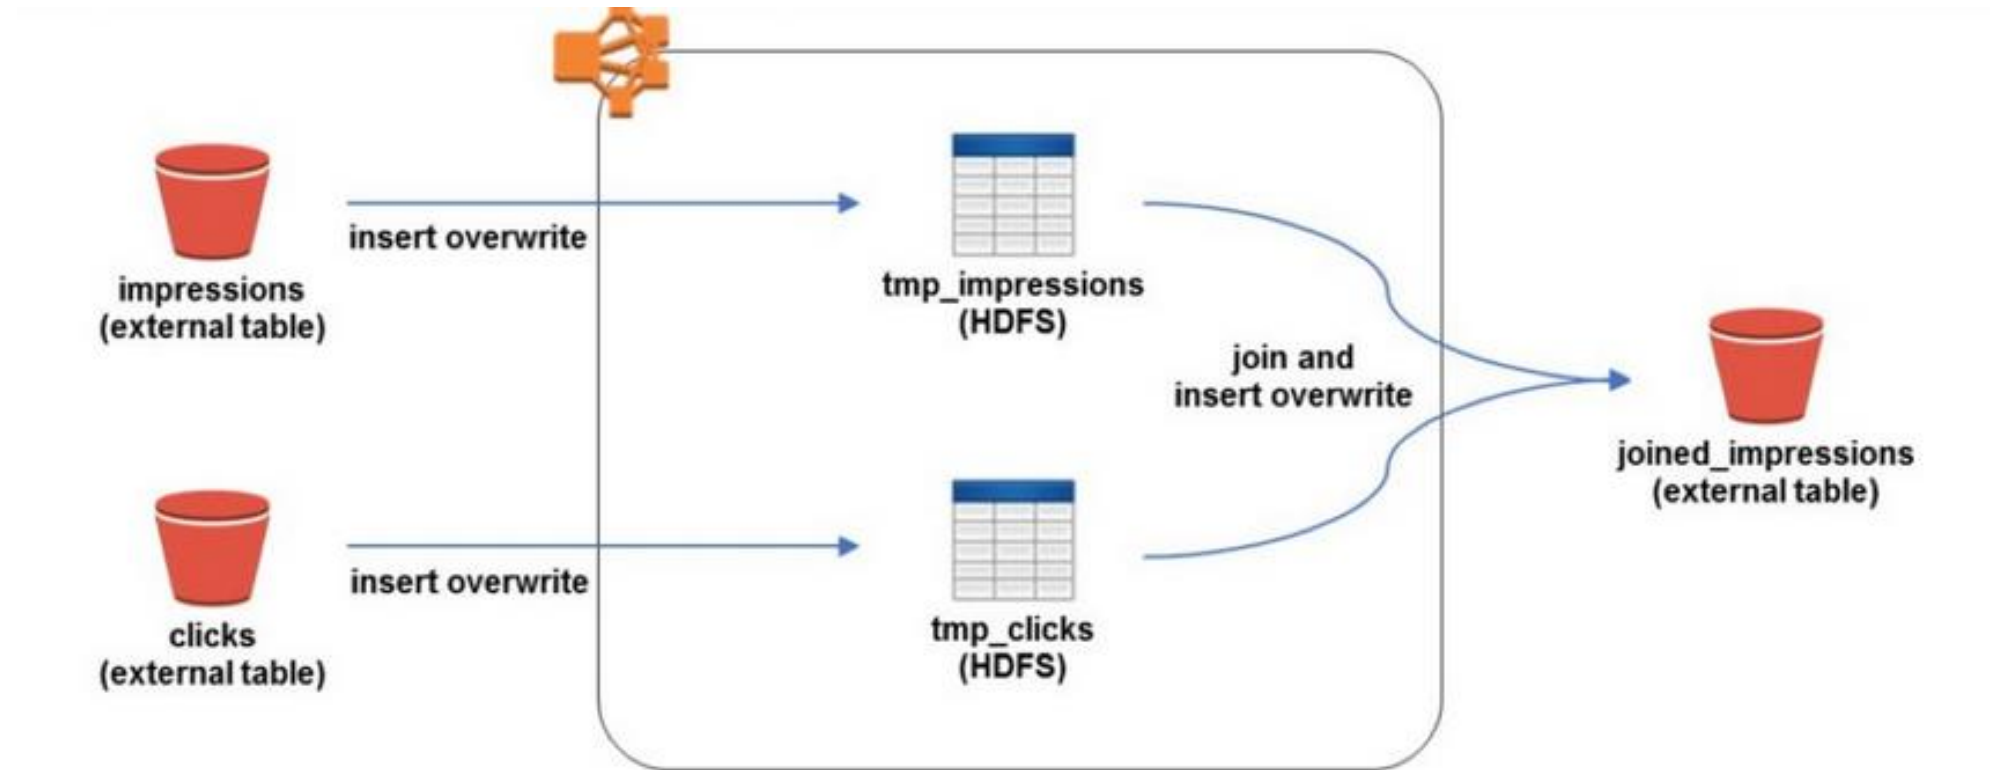 impressions
(external table)
insert overwrite
tmp_impressions
(HDFS)
join and
insert overwrite
joined_impressions
(external table)
clicks
(external table)
insert overwrite
tmp_clicks
(HDFS)